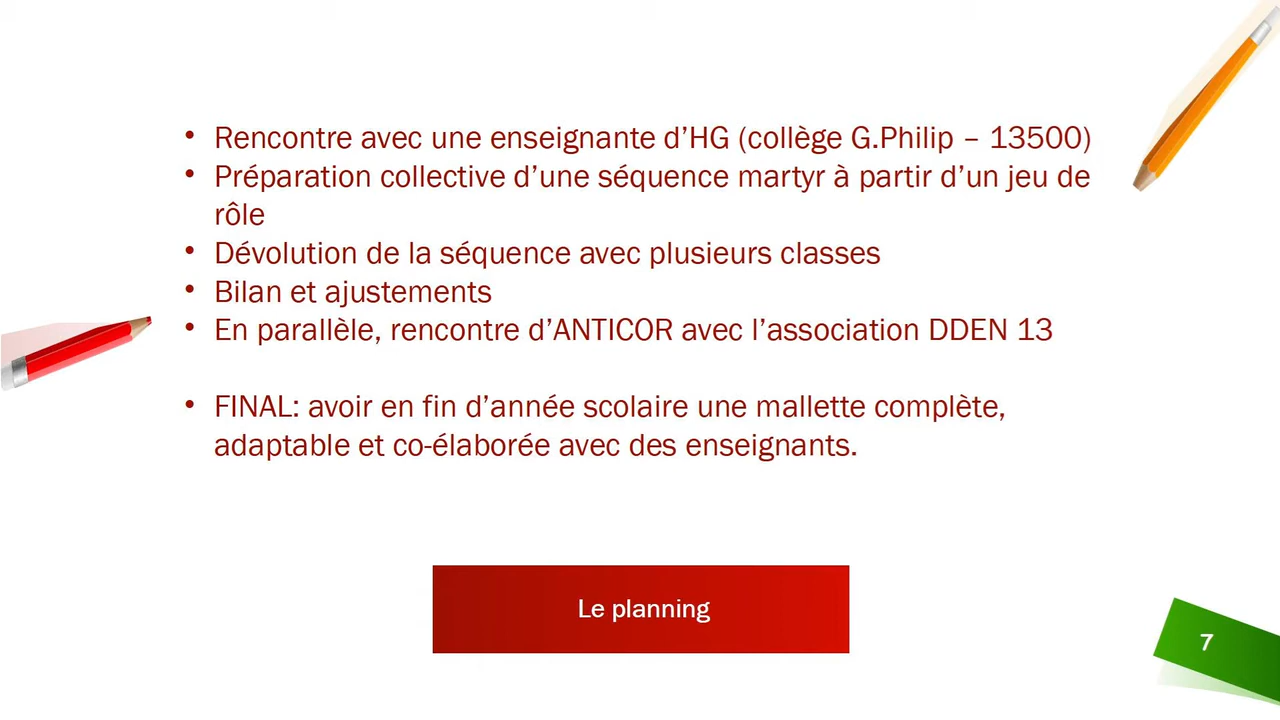 • Rencontre avec une enseignante d’HG (collège G.Philip – 13500)
• Préparation collective d’une séquence martyr à partir d’un jeu de
rôle
• Dévolution de la séquence avec plusieurs classes
• Bilan et ajustements
• En parallèle, rencontre d’ANTICOR avec l’association DDEN 13
• FINAL: avoir en fin d’année scolaire une mallette complète,
adaptable et co-élaborée avec des enseignants.
Le planning
7